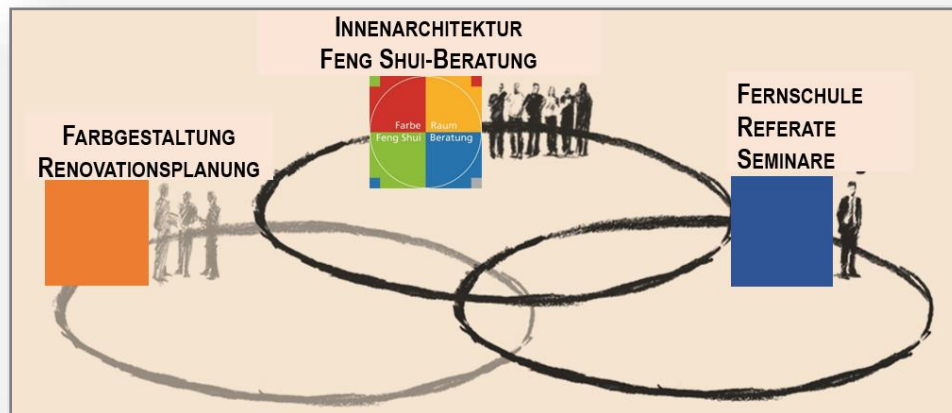 INNENARCHITEKTUR
FENG SHUI-BERATUNG
Farbe Raum
Feng Shui Beratung
FARBGESTALTUNG
RENOVATIONSPLANUNG
FERNSCHULE
REFERATE
SEMINARE